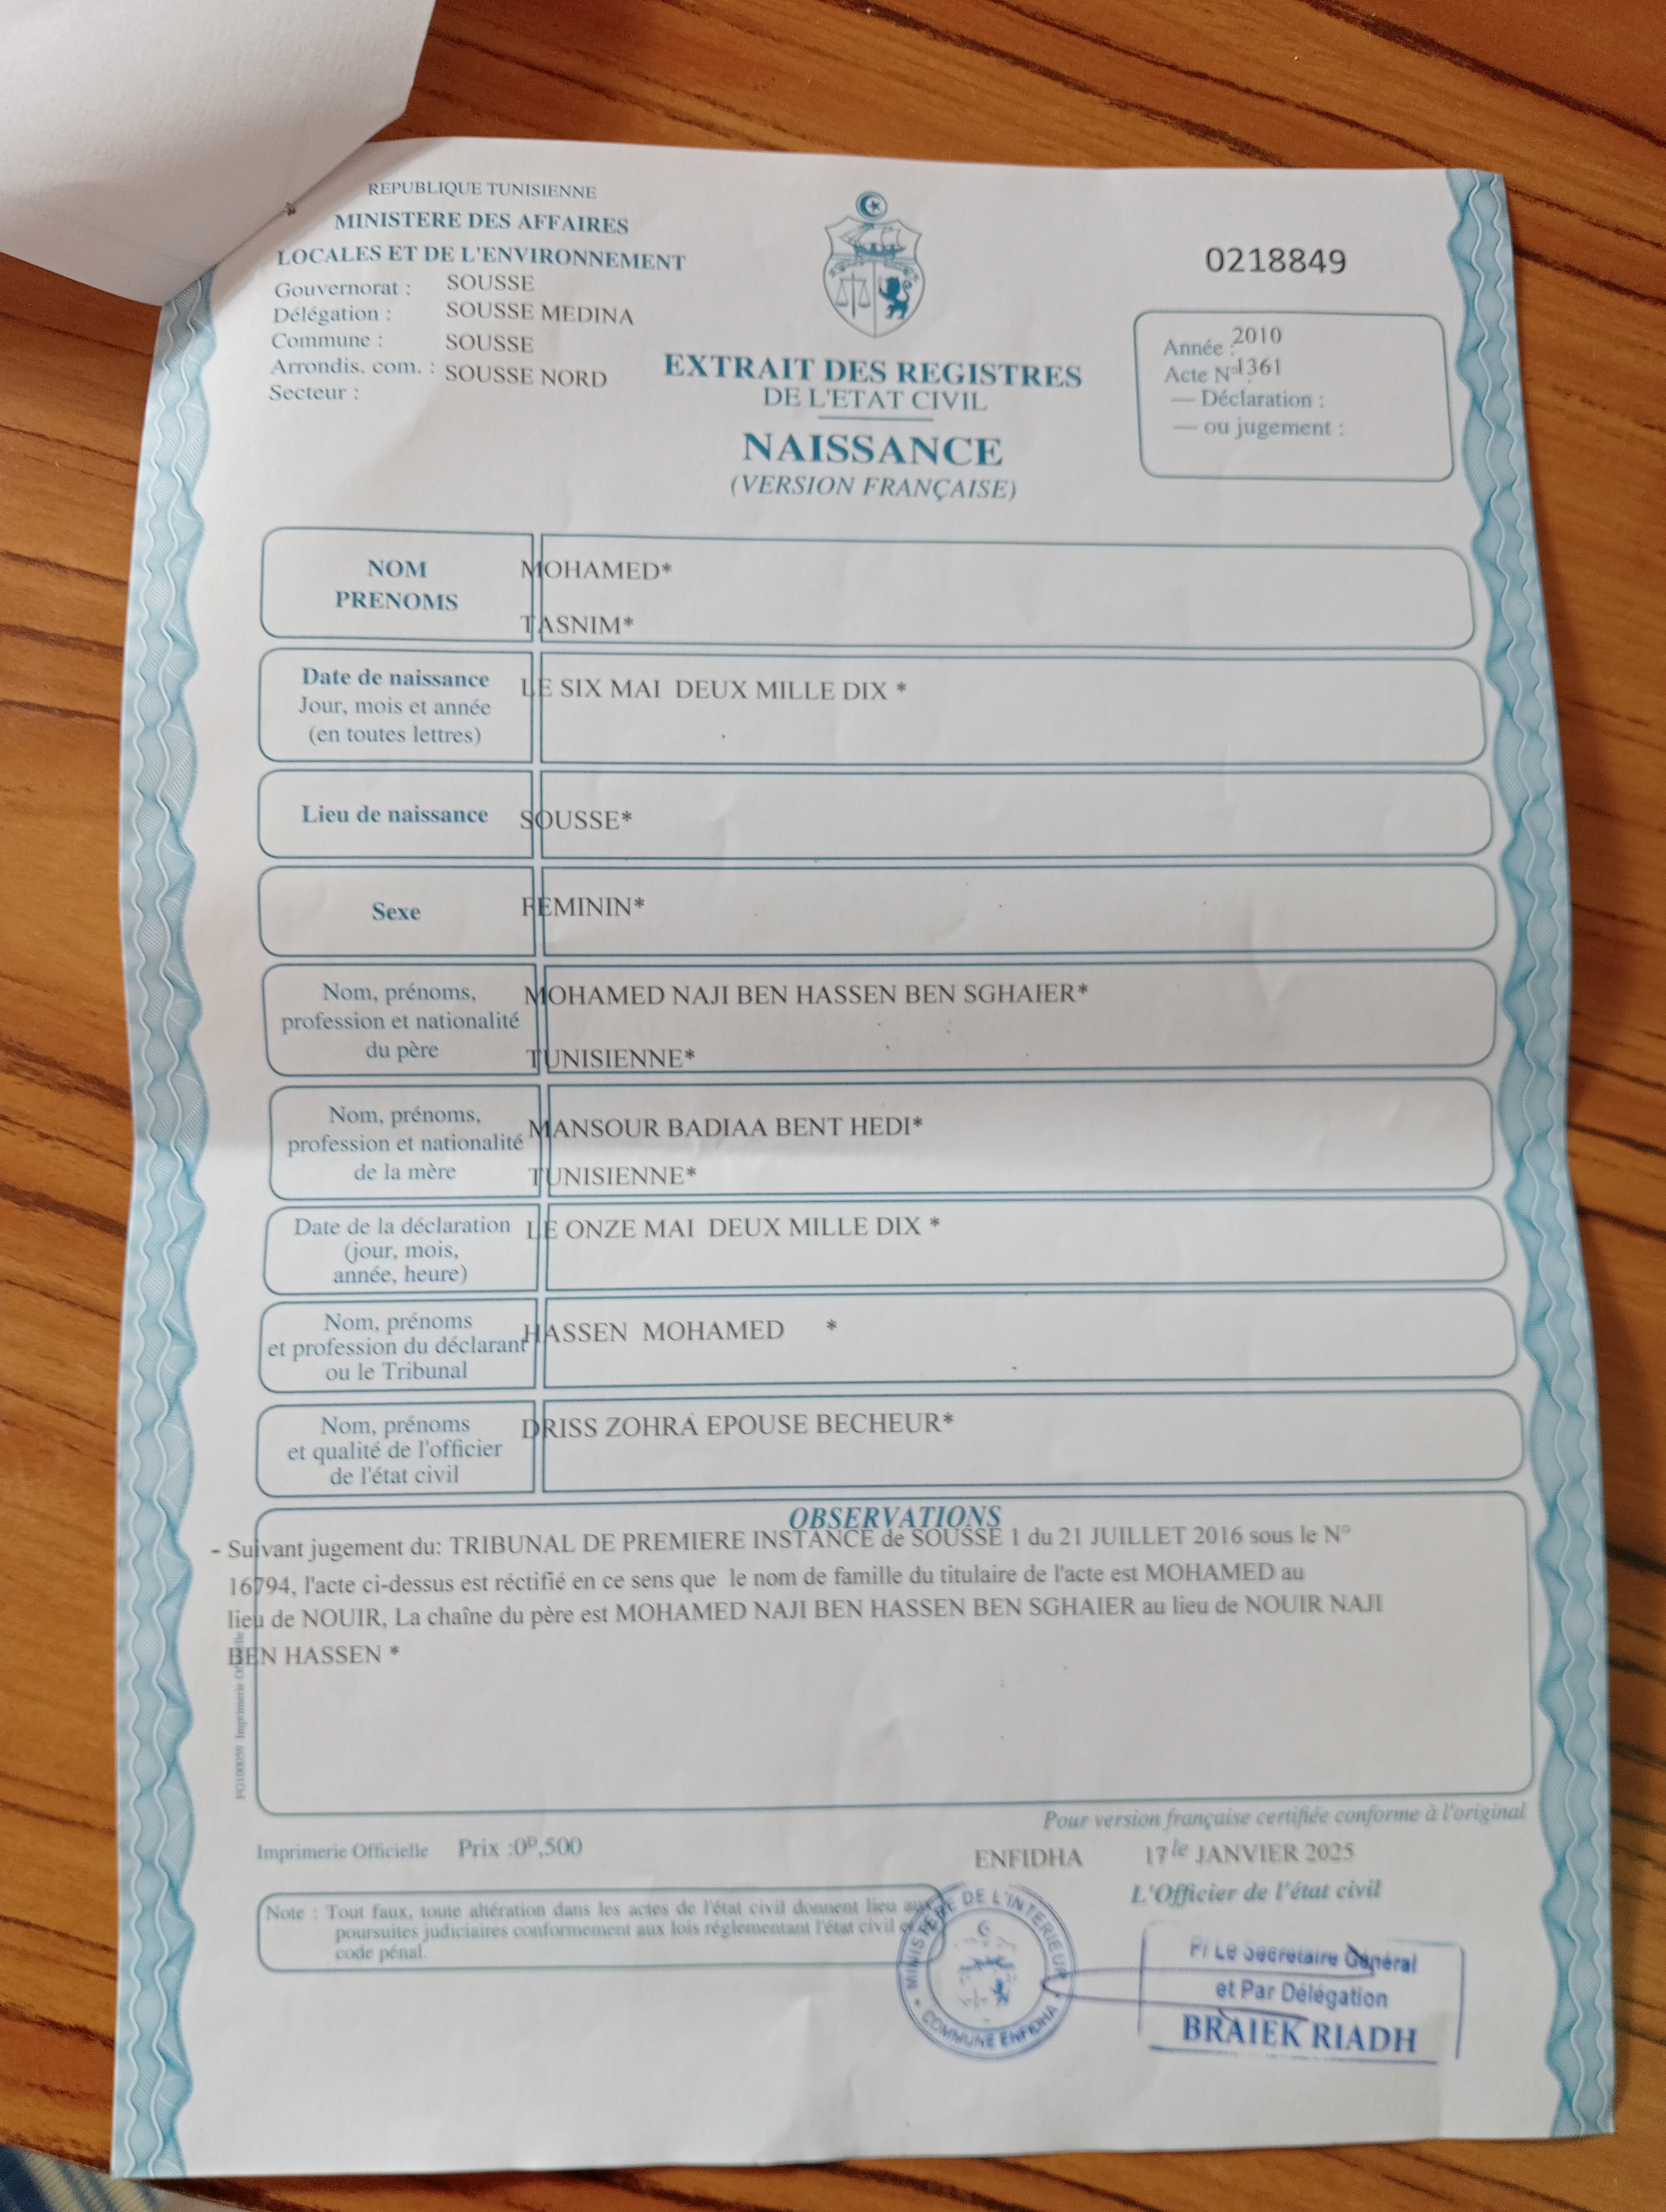 REPUBLIQUE TUNISIENNE
MINISTERE DES AFFAIRES
LOCALES ET DE L'ENVIRONNEMENT
Gouvernorat : SOUSSE
Délégation : SOUSSE MEDINA
Commune : SOUSSE
Arrondis. com. : SOUSSE NORD
Secteur :
EXTRAIT DES REGISTRES
DE L'ETAT CIVIL
NAISSANCE
(VERSION FRANÇAISE)
0218849
Année : 2010
Acte N° 1361
— Déclaration :
— ou jugement :
NOM
PRENOMS
MOHAMED*
TASNIM*
Date de naissance
Jour, mois et année
(en toutes lettres)
LE SIX MAI DEUX MILLE DIX *
Lieu de naissance
SOUSSE*
Sexe
FEMININ*
Nom, prénoms,
profession et nationalité
du père
MOHAMED NAJI BEN HASSEN BEN SGHAIER*
TUNISIENNE*
Nom, prénoms,
profession et nationalité
de la mère
MANSOUR BADIAA BENT HEDI*
TUNISIENNE*
Date de la déclaration
(jour, mois,
année, heure)
LE ONZE MAI DEUX MILLE DIX *
Nom, prénoms
et profession du déclarant
ou le Tribunal
HASSEN MOHAMED *
Nom, prénoms
et qualité de l'officier
de l'état civil
DRISS ZOHRA EPOUSE BECHEUR*
OBSERVATIONS
- Suivant jugement du: TRIBUNAL DE PREMIERE INSTANCE de SOUSSE 1 du 21 JUILLET 2016 sous le N°
16794, l'acte ci-dessus est réctifié en ce sens que le nom de famille du titulaire de l'acte est MOHAMED au
lieu de NOUIR, La chaîne du père est MOHAMED NAJI BEN HASSEN BEN SGHAIER au lieu de NOUIR NAJI
BEN HASSEN *
Pour version française certifiée conforme à l'original
Imprimerie Officielle Prix :0ᴰ,500
ENFIDHA 17 le JANVIER 2025
L'Officier de l'état civil
Note : Tout faux, toute altération dans les actes de l'état civil donnent lieu aux
poursuites judiciaires conformement aux lois réglementant l'état civil et
code pénal.
MINISTERE DE L'INTERIEUR
COMMUNE ENFIDHA
P/ Le Secrétaire Général
et Par Délégation
BRAIEK RIADH